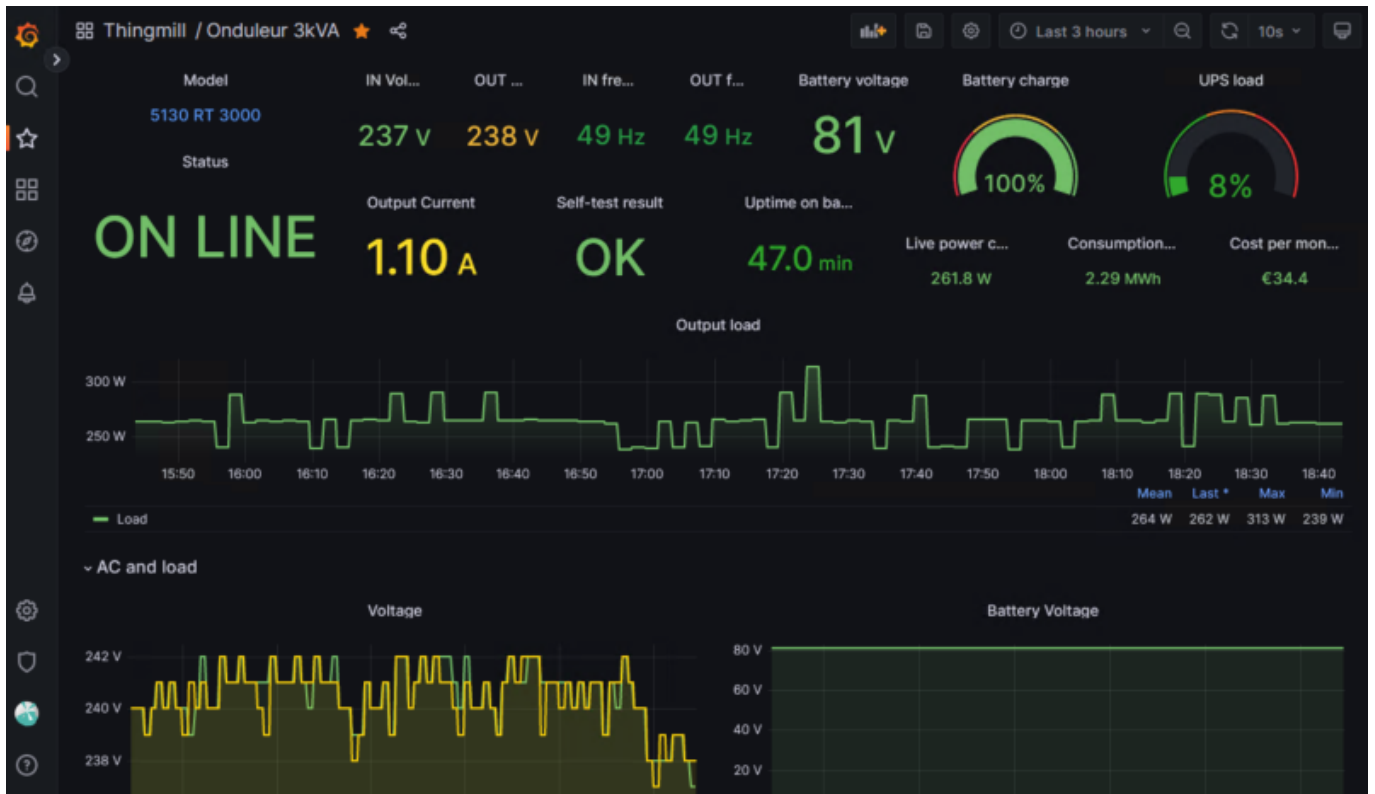 Thingmill / Onduleur 3kVA
Last 3 hours
10s
Model
IN Vol...
OUT ...
IN fre...
OUT f...
Battery voltage
Battery charge
UPS load
5130 RT 3000
237 V
238 V
49 Hz
49 Hz
81 V
100%
8%
Status
ON LINE
Output Current
Self-test result
Uptime on ba...
1.10 A
OK
47.0 min
Live power c...
Consumption...
Cost per mon...
261.8 W
2.29 MWh
€34.4
Output load
300 W
250 W
15:50 16:00 16:10 16:20 16:30 16:40 16:50 17:00 17:10 17:20 17:30 17:40 17:50 18:00 18:10 18:20 18:30 18:40
Mean Last * Max Min
Load 264 W 262 W 313 W 239 W
AC and load
Voltage
242 V
240 V
238 V
Battery Voltage
80 V
60 V
40 V
20 V